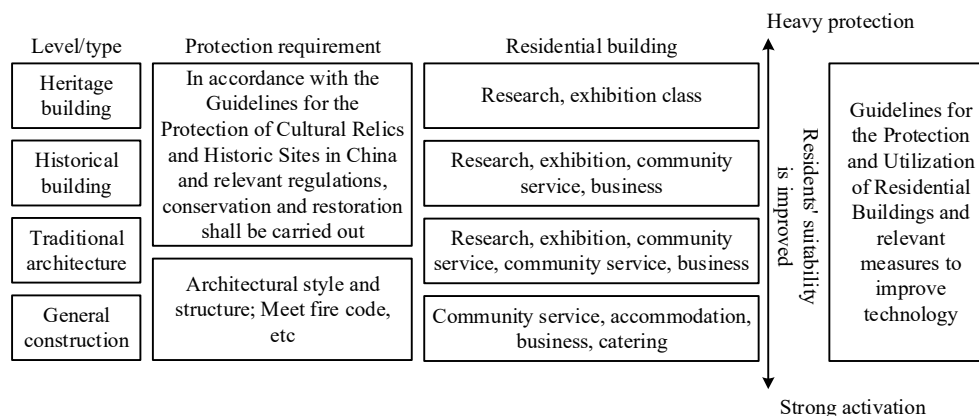 Heavy protection
Level/type
Protection requirement
Residential building
Heritage
building
In accordance with the
Guidelines for the
Protection of Cultural Relics
and Historic Sites in China
and relevant regulations,
conservation and restoration
shall be carried out
Research, exhibition class
Historical
building
Research, exhibition, community
service, business
Traditional
architecture
Research, exhibition, community
service, community service, business
General
construction
Architectural style and
structure; Meet fire code,
etc
Community service, accommodation,
business, catering
Residents' suitability
is improved
Guidelines for
the Protection
and Utilization
of Residential
Buildings and
relevant
measures to
improve
technology
Strong activation